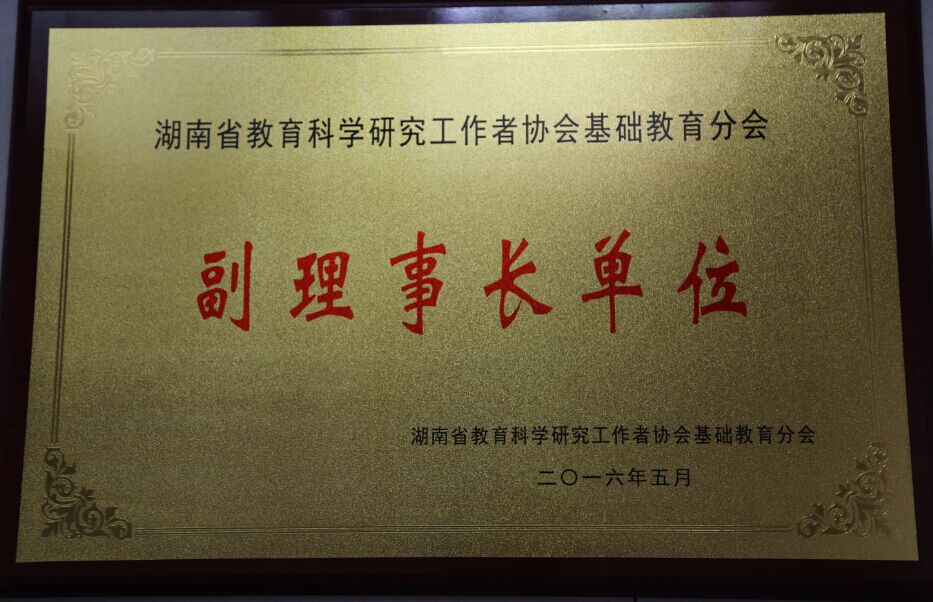 湖南省教育科学研究工作者协会基础教育分会
副理事长单位
湖南省教育科学研究工作者协会基础教育分会
二〇一六年五月